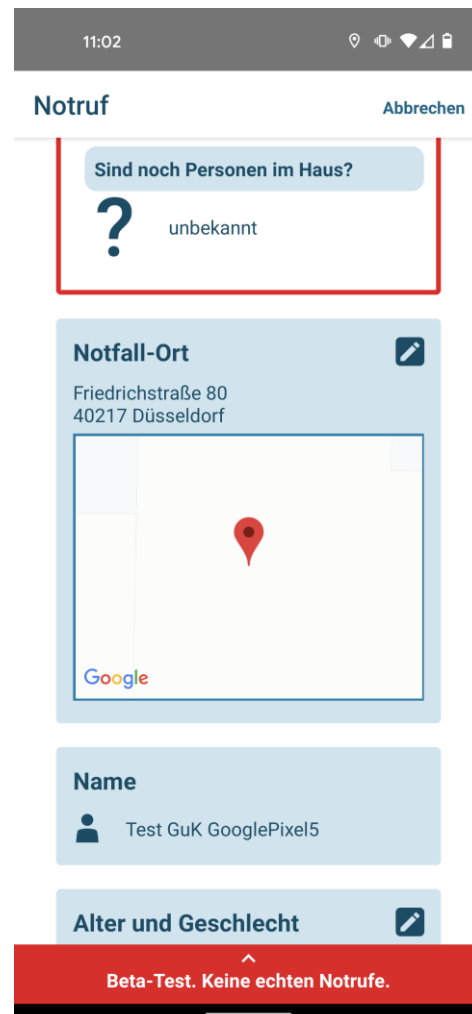 11:02
Notruf
Abbrechen
Sind noch Personen im Haus?
?
unbekannt
Notfall-Ort
Friedrichstraße 80
40217 Düsseldorf
Google
Name
Test GuK GooglePixel5
Alter und Geschlecht
Beta-Test. Keine echten Notrufe.